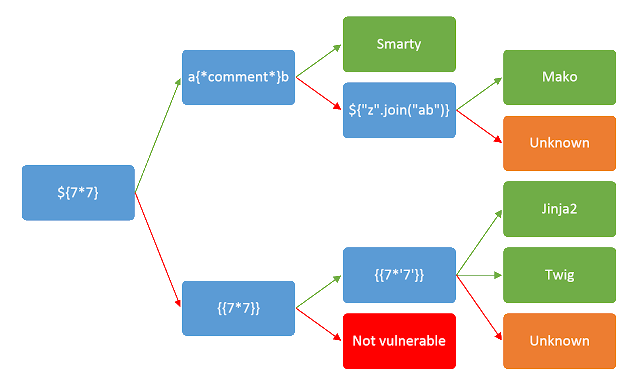 Smarty
a{*comment*}b
Mako
${"z".join("ab")}
Unknown
${7*7}
Jinja2
{{7*'7'}}
Twig
{{7*7}}
Not vulnerable
Unknown